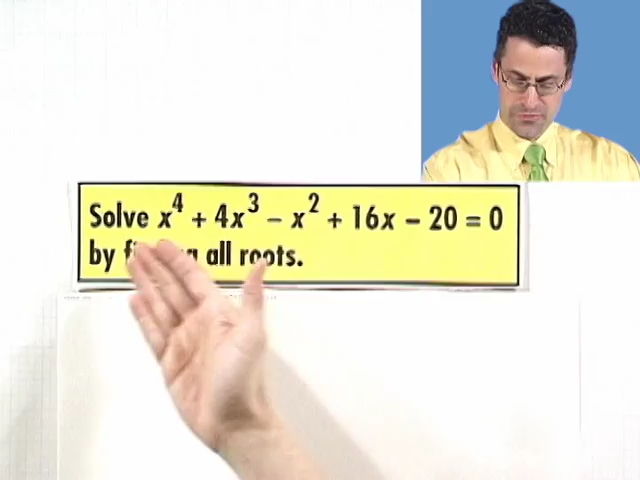 Solve x⁴ + 4x³ − x² + 16x − 20 = 0
by all roots.